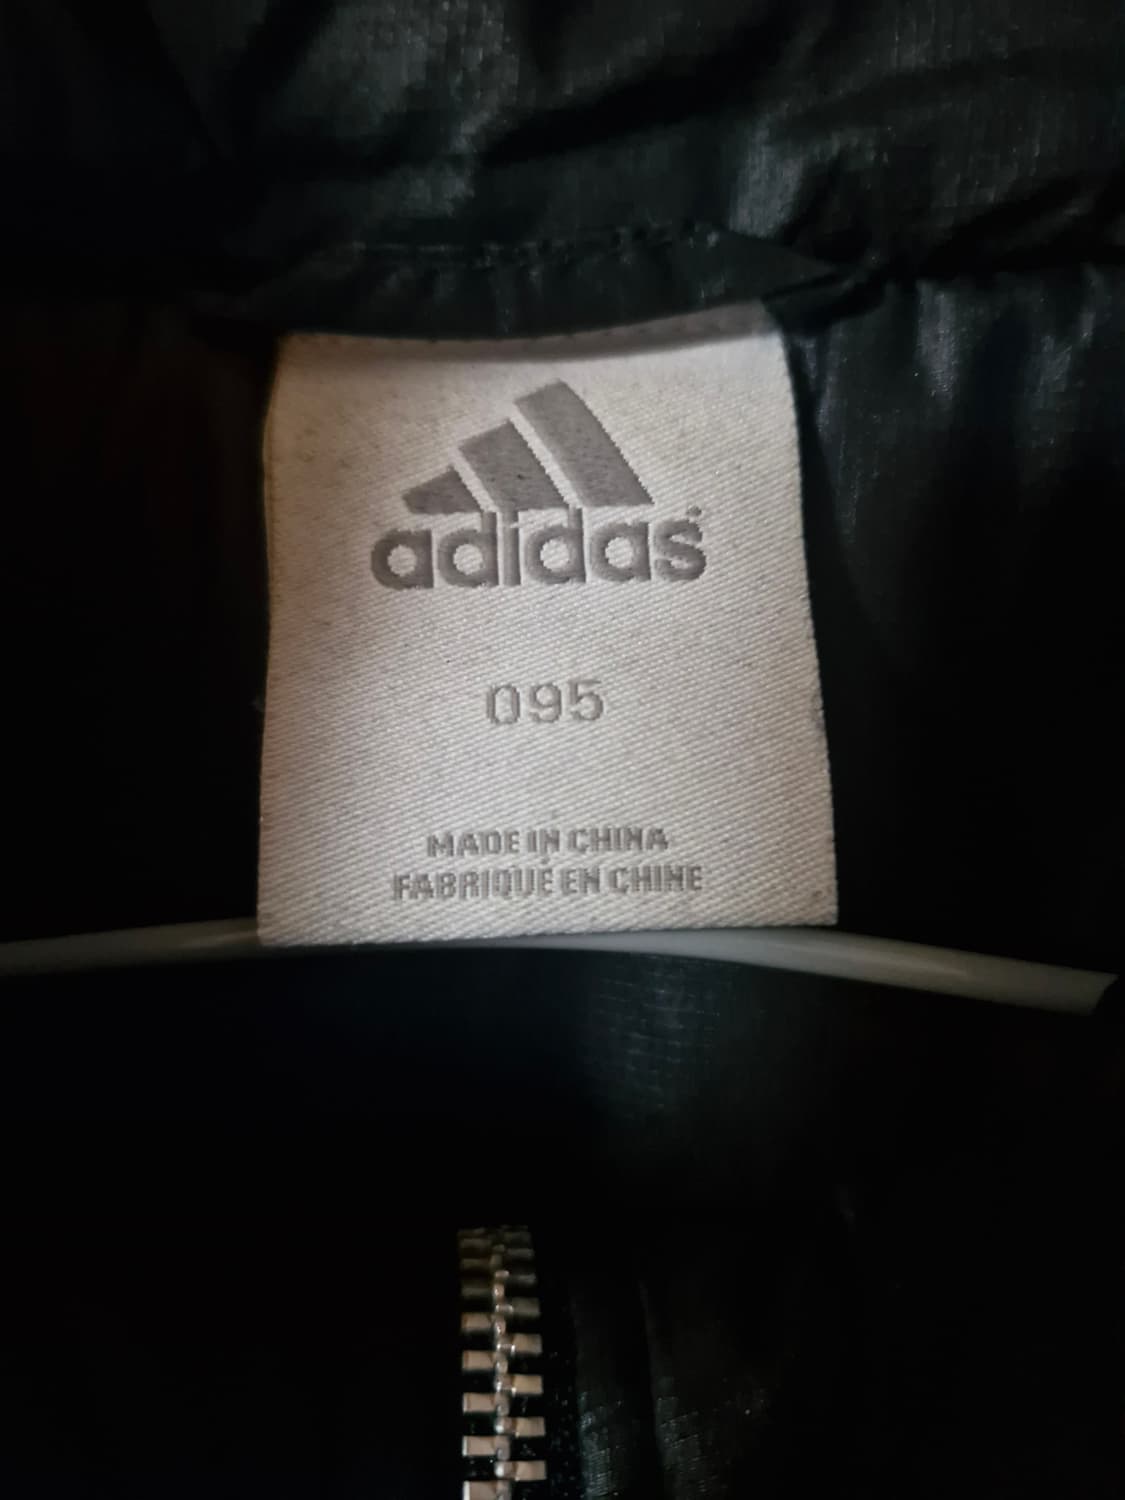 adidas®
095
MADE IN CHINA
FABRIQUÉ EN CHINE